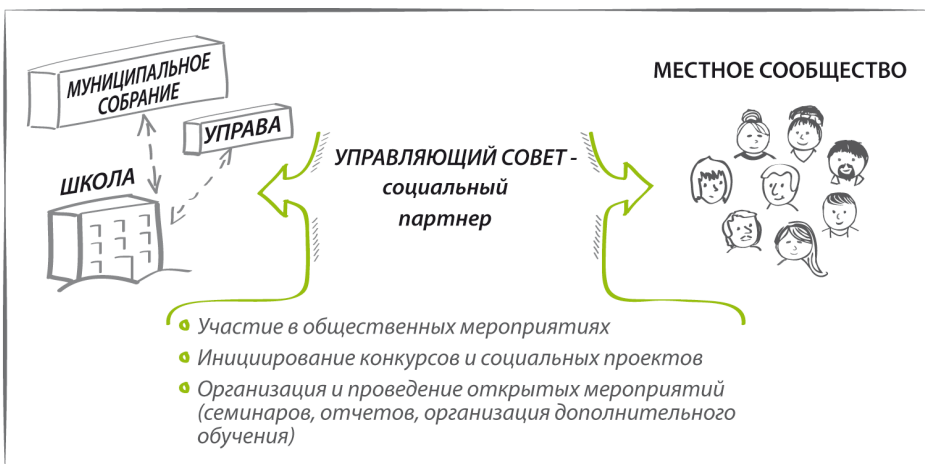 МУНИЦИПАЛЬНОЕ
СОБРАНИЕ
УПРАВА
ШКОЛА
УПРАВЛЯЮЩИЙ СОВЕТ -
социальный
партнер
МЕСТНОЕ СООБЩЕСТВО
Участие в общественных мероприятиях
Инициирование конкурсов и социальных проектов
Организация и проведение открытых мероприятий
(семинаров, отчетов, организация дополнительного
обучения)